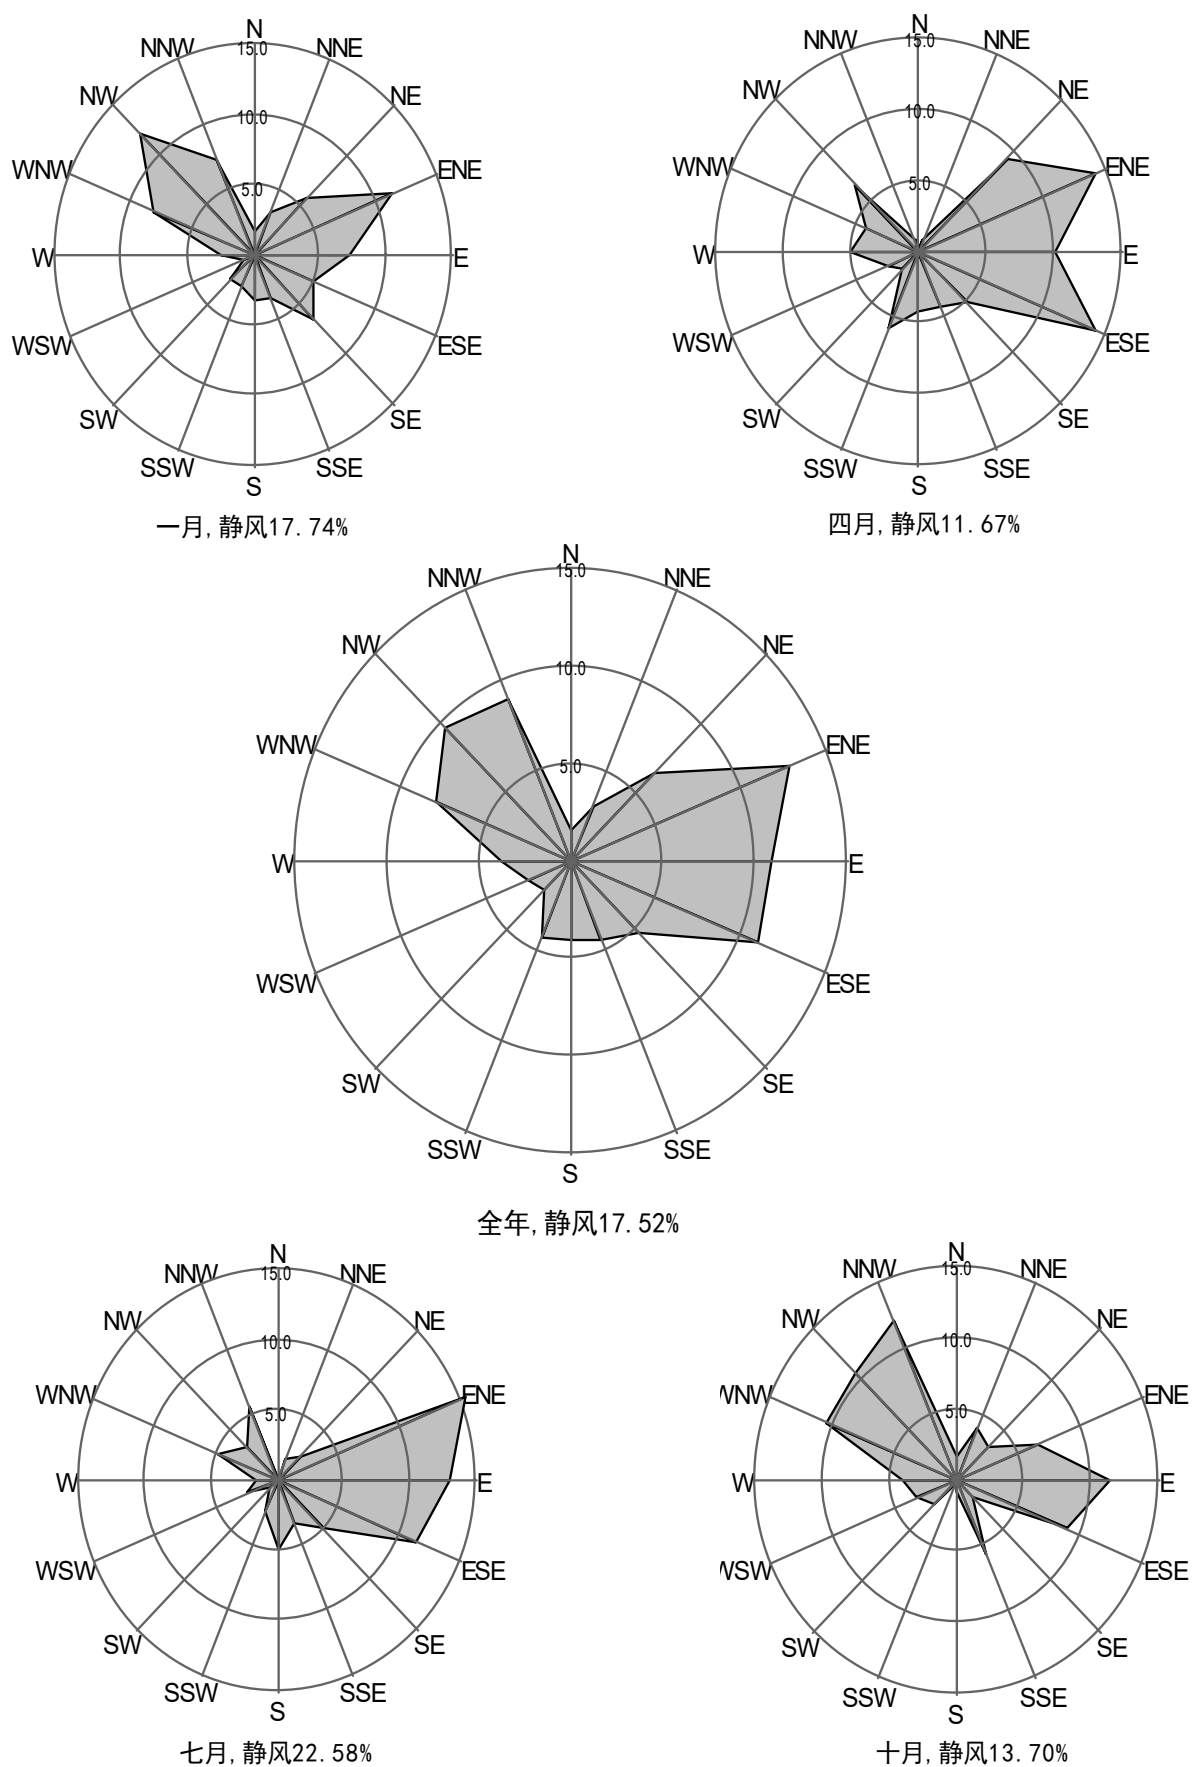 N
15.0
NNW
NNE
NW
NE
10.0
WNW
ENE
5.0
W
E
WSW
ESE
SW
SE
SSW
SSE
S
一月,静风17.74%
N
15.0
NNW
NNE
NW
NE
10.0
WNW
ENE
5.0
W
E
WSW
ESE
SW
SE
SSW
SSE
S
四月,静风11.67%
N
15.0
NNW
NNE
NW
NE
10.0
WNW
ENE
5.0
W
E
WSW
ESE
SW
SE
SSW
SSE
S
全年,静风17.52%
N
15.0
NNW
NNE
NW
NE
10.0
WNW
ENE
5.0
W
E
WSW
ESE
SW
SE
SSW
SSE
S
七月,静风22.58%
N
15.0
NNW
NNE
NW
NE
10.0
WNW
ENE
5.0
W
E
WSW
ESE
SW
SE
SSW
SSE
S
十月,静风13.70%